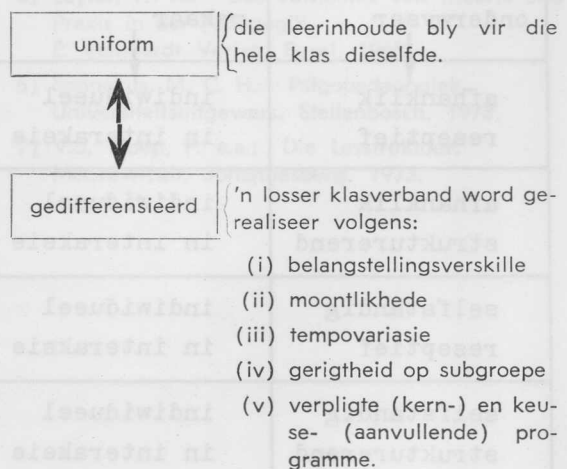 uniform
die leerinhoude bly vir die
hele klas dieselfde.
gedifferensieerd
'n losser klasverband word ge-
realiseer volgens:
(i) belangstellingsverskille
(ii) moontlikhede
(iii) tempovariasie
(iv) gerigtheid op subgroepe
(v) verpligte (kern-) en keu-
se- (aanvullende) pro-
gramme.